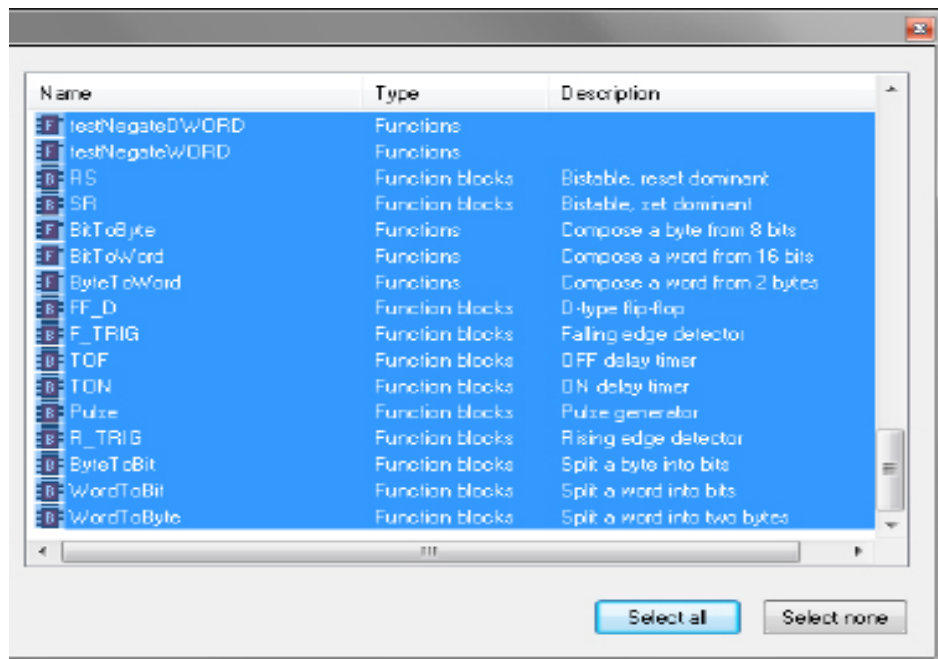 Name Type Description
F testNegateDWORD Functions
F testNegateWORD Functions
B RS Function blocks Bistable, reset dominant
B SR Function blocks Bistable, set dominant
F BitToByte Functions Compose a byte from 8 bits
F BitToWord Functions Compose a word from 16 bits
F ByteToWord Functions Compose a word from 2 bytes
B FF_D Function blocks D-type flip-flop
B F_TRIG Function blocks Falling edge detector
B TOF Function blocks OFF delay timer
B TON Function blocks ON delay timer
B Pulse Function blocks Pulse generator
B R_TRIG Function blocks Rising edge detector
B ByteToBit Function blocks Split a byte into bits
B WordToBit Function blocks Split a word into bits
B WordToByte Function blocks Split a word into two bytes
Select all Select none